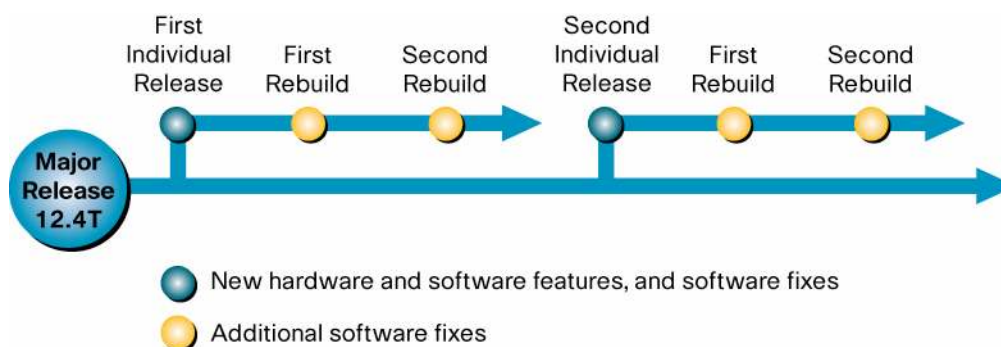 First
Individual
Release
First
Rebuild
Second
Rebuild
Second
Individual
Release
First
Rebuild
Second
Rebuild
Major
Release
12.4T
New hardware and software features, and software fixes
Additional software fixes